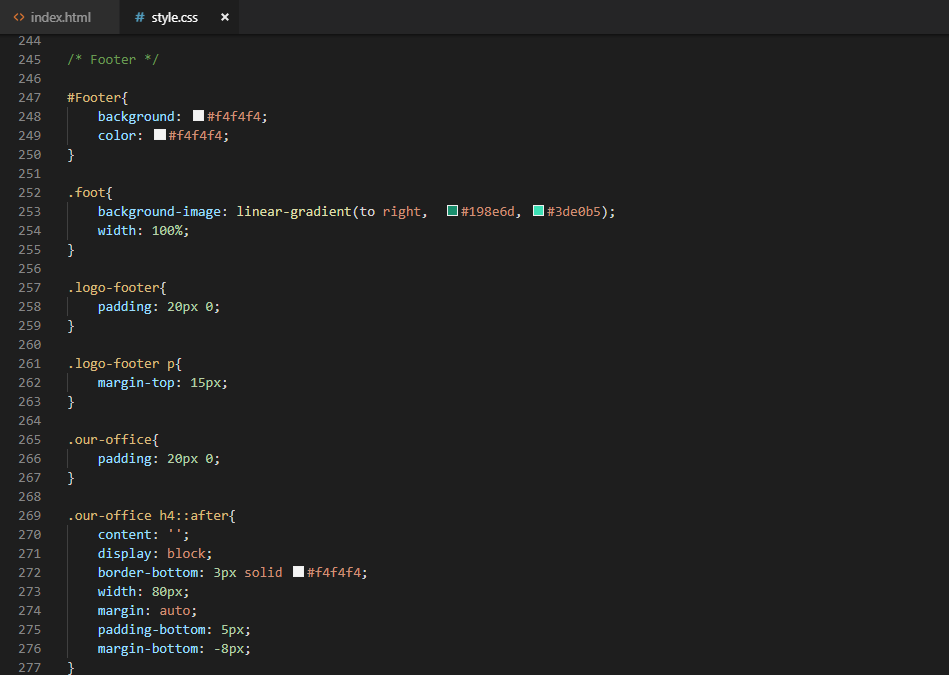 index.html
# style.css ×
244
245 /* Footer */
246
247 #Footer{
248 background: #f4f4f4;
249 color: #f4f4f4;
250 }
251
252 .foot{
253 background-image: linear-gradient(to right, #198e6d, #3de0b5);
254 width: 100%;
255 }
256
257 .logo-footer{
258 padding: 20px 0;
259 }
260
261 .logo-footer p{
262 margin-top: 15px;
263 }
264
265 .our-office{
266 padding: 20px 0;
267 }
268
269 .our-office h4::after{
270 content: '';
271 display: block;
272 border-bottom: 3px solid #f4f4f4;
273 width: 80px;
274 margin: auto;
275 padding-bottom: 5px;
276 margin-bottom: -8px;
277 }